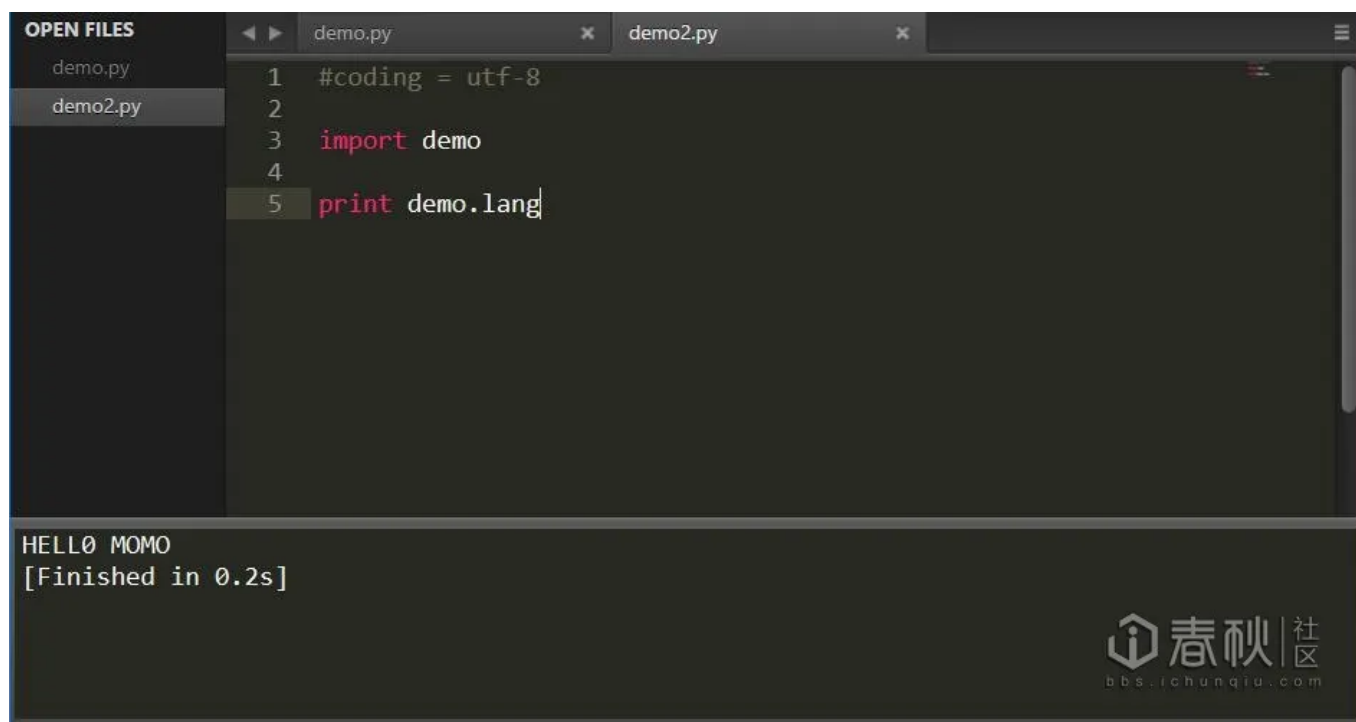 OPEN FILES
demo.py
demo2.py
demo.py
demo2.py
1 #coding = utf-8
2
3 import demo
4
5 print demo.lang
HELL0 MOMO
[Finished in 0.2s]
春秋 社区
bbs.ichunqiu.com